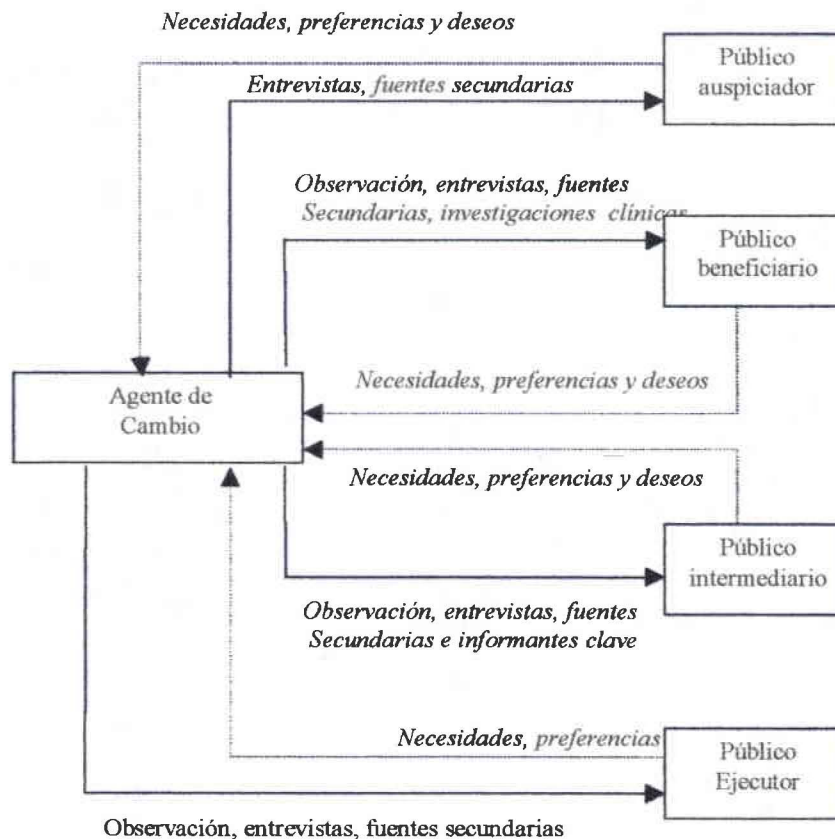 Necesidades, preferencias y deseos
Público
auspiciador
Entrevistas, fuentes secundarias
Observación, entrevistas, fuentes
Secundarias, investigaciones clínicas
Público
beneficiario
Necesidades, preferencias y deseos
Agente de
Cambio
Necesidades, preferencias y deseos
Público
intermediario
Observación, entrevistas, fuentes
Secundarias e informantes clave
Necesidades, preferencias
Público
Ejecutor
Observación, entrevistas, fuentes secundarias